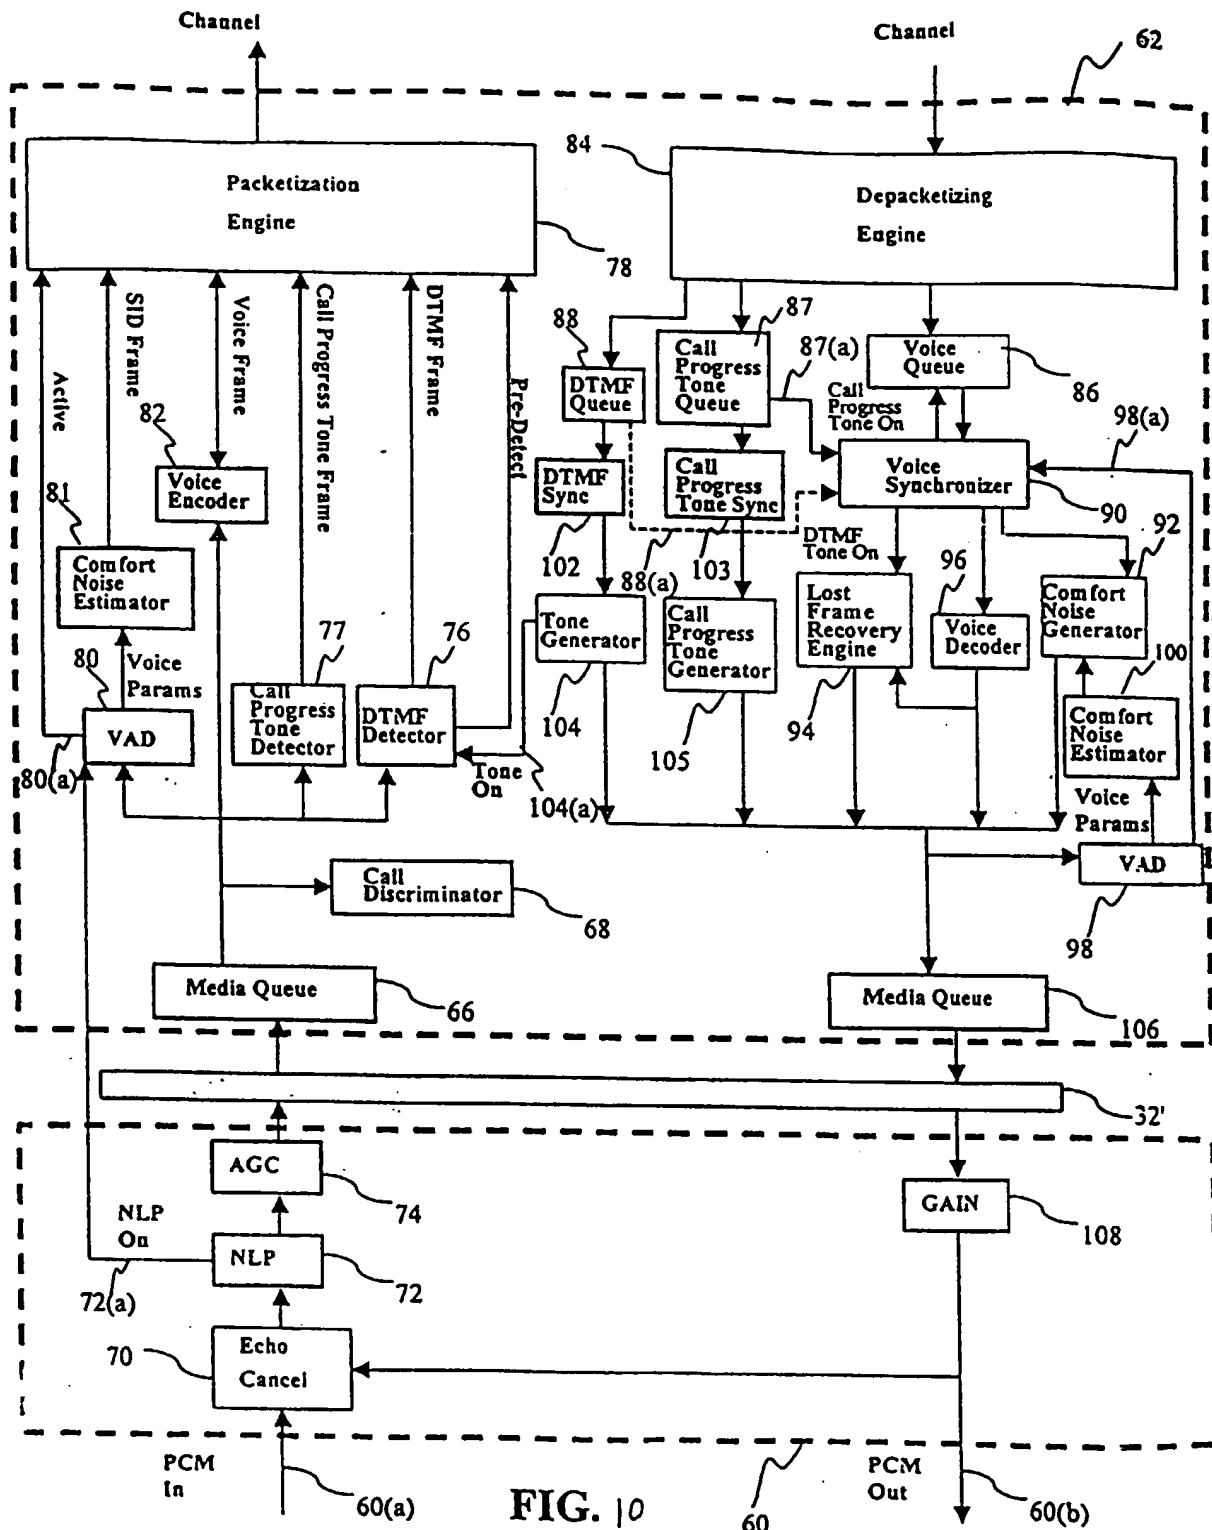 Channel
Channel
62
84
Packetization
Engine
Depacketizing
Engine
78
Active
SID Frame
Voice Frame
Call Progress Tone Frame
DTMF Frame
Pre-Detect
88
87
87(a)
DTMF
Queue
Call
Progress
Tone
Queue
Voice
Queue
86
Call
Progress
Tone On
98(a)
82
Voice
Encoder
81
Comfort
Noise
Estimator
DTMF
Sync
102
Call
Progress
Tone Sync
103
Voice
Synchronizer
90
92
DTMF
Tone On
88(a)
96
Tone
Generator
104
Call
Progress
Tone
Generator
105
Lost
Frame
Recovery
Engine
94
Voice
Decoder
Comfort
Noise
Generator
100
Comfort
Noise
Estimator
Voice
Params
80
VAD
80(a)
77
Call
Progress
Tone
Detector
76
DTMF
Detector
Tone
On
104(a)
Voice
Params
VAD
98
Call
Discriminator
68
Media Queue
66
Media Queue
106
32'
AGC
74
GAIN
108
NLP
On
72(a)
NLP
72
70
Echo
Cancel
PCM
In
60(a)
FIG. 10
60
PCM
Out
60(b)